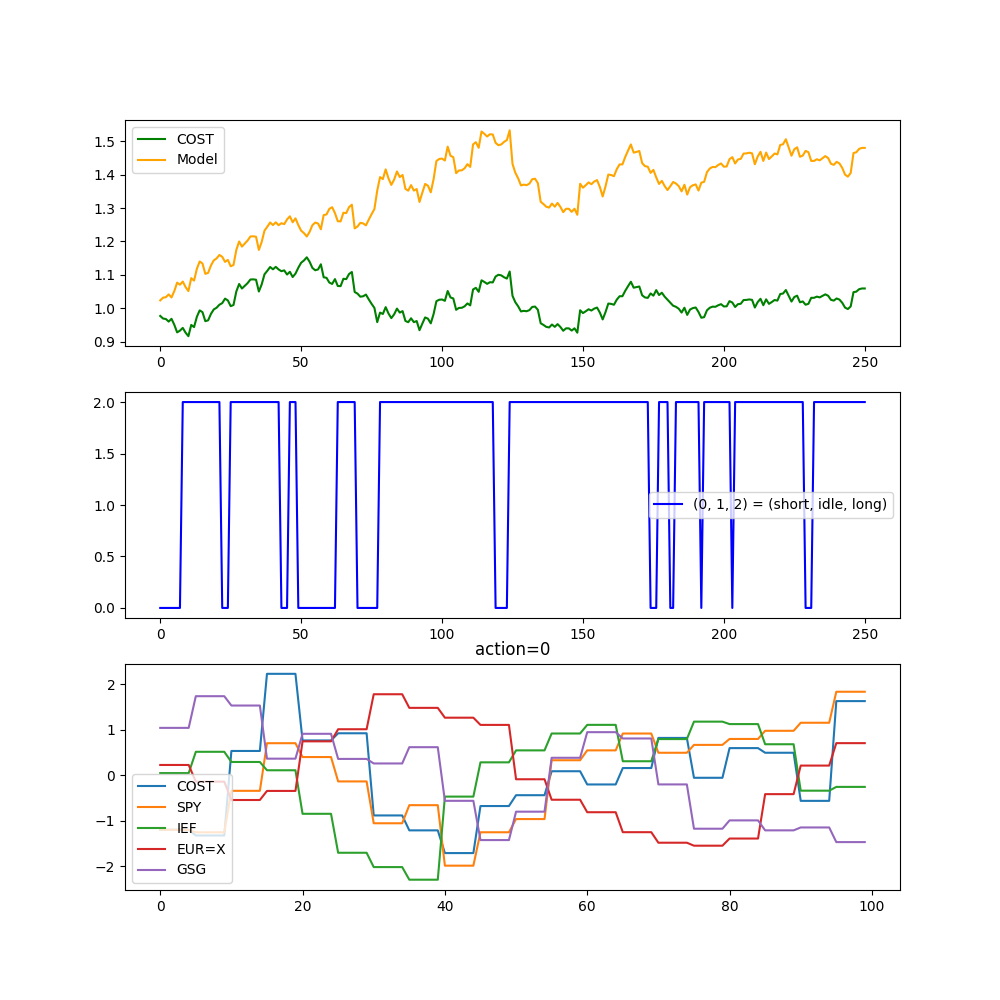 1.5
1.4
1.3
1.2
1.1
1.0
0.9
COST
Model
0 50 100 150 200 250
2.0
1.5
1.0
0.5
0.0
(0, 1, 2) = (short, idle, long)
0 50 100 150 200 250
action=0
2
1
0
−1
−2
COST
SPY
IEF
EUR=X
GSG
0 20 40 60 80 100